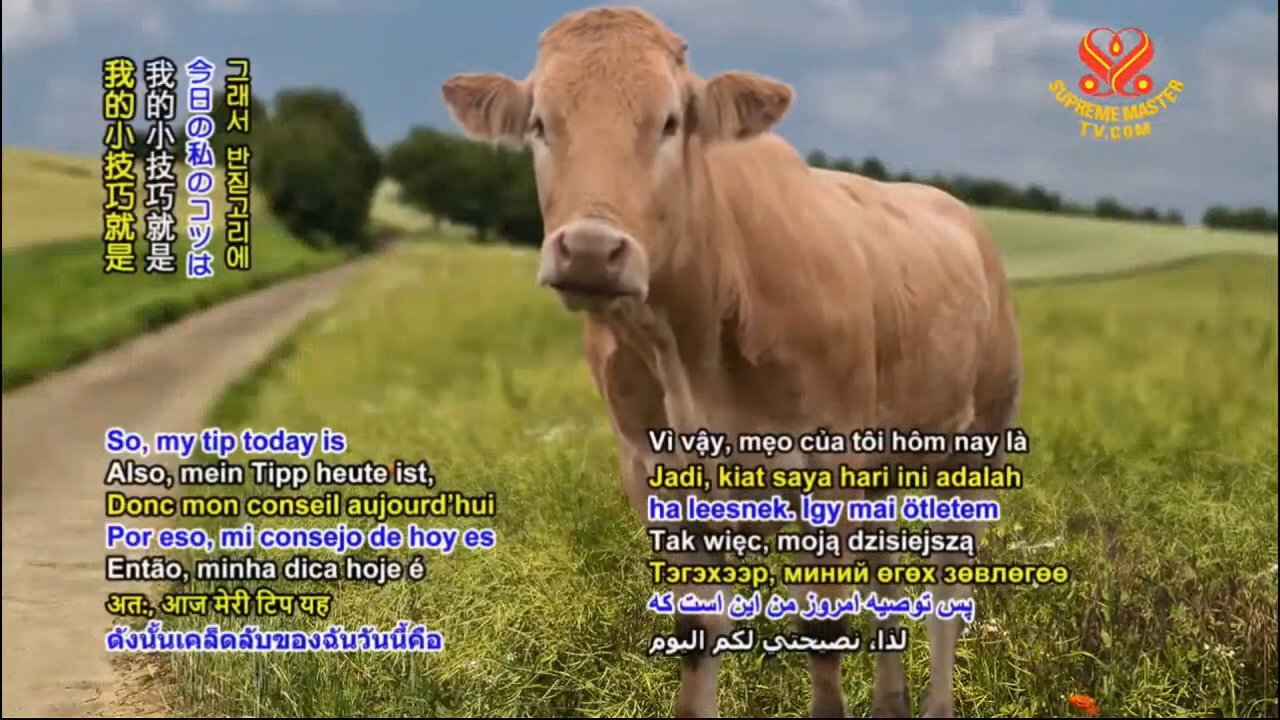 我的小技巧就是
我的小技巧就是
今日の私のコツは
그래서 반짇고리에
SUPREME MASTER
TV.COM
So, my tip today is
Also, mein Tipp heute ist,
Donc mon conseil aujourd’hui
Por eso, mi consejo de hoy es
Então, minha dica hoje é
अतः, आज मेरी टिप यह
ดังนั้นเคล็ดลับของฉันวันนี้คือ
Vì vậy, mẹo của tôi hôm nay là
Jadi, kiat saya hari ini adalah
ha leesnek. Így mai ötletem
Tak więc, moją dzisiejszą
Тэгэхээр, миний өгөх зөвлөгөө
پس توصیه امروز من این است که
لذا، نصيحتي لكم اليوم